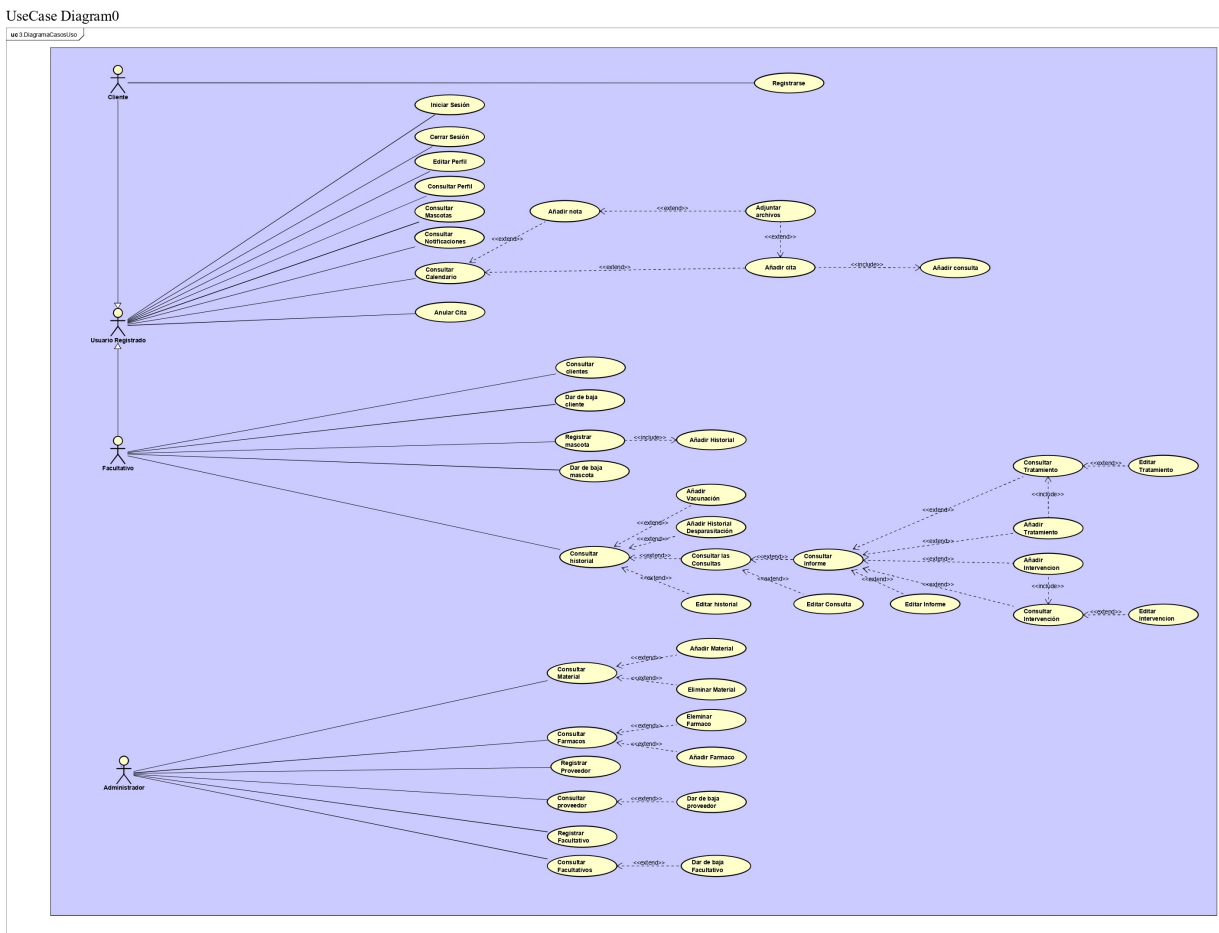 UseCase Diagram0
uc 3.DiagramaCasosUso
Cliente
Registrarse
Iniciar Sesión
Cerrar Sesión
Editar Perfil
Consultar Perfil
Consultar
Mascotas
Añadir nota
<<extend>>
Adjuntar
archivos
Consultar
Notificaciones
<<extend>>
<<extend>>
Consultar
Calendario
<<extend>>
Añadir cita
<<include>>
Añadir consulta
Anular Cita
Usuario Registrado
Consultar
clientes
Dar de baja
cliente
Registrar
mascota
<<include>>
Añadir Historial
Facultativo
Dar de baja
mascota
Consultar
Tratamiento
<<extend>>
Editar
Tratamiento
Añadir
Vacunación
<<include>>
<<extend>>
Añadir Historial
Desparasitación
<<extend>>
<<extend>>
Añadir
Tratamiento
Consultar
historial
<<extend>>
Consultar las
Consultas
<<extend>>
Consultar
Informe
<<extend>>
<<extend>>
Añadir
Intervencion
<<extend>>
<<extend>>
<<extend>>
<<extend>>
<<include>>
Editar historial
Editar Consulta
Editar Informe
Consultar
Intervención
<<extend>>
Editar
Intervencion
Añadir Material
<<extend>>
Consultar
Material
<<extend>>
Eliminar Material
Eleminar
Farmaco
<<extend>>
Consultar
Farmacos
<<extend>>
Añadir Farmaco
Registrar
Proveedor
Administrador
Consultar
proveedor
<<extend>>
Dar de baja
proveedor
Registrar
Facultativo
Consultar
Facultativos
<<extend>>
Dar de baja
Facultativo